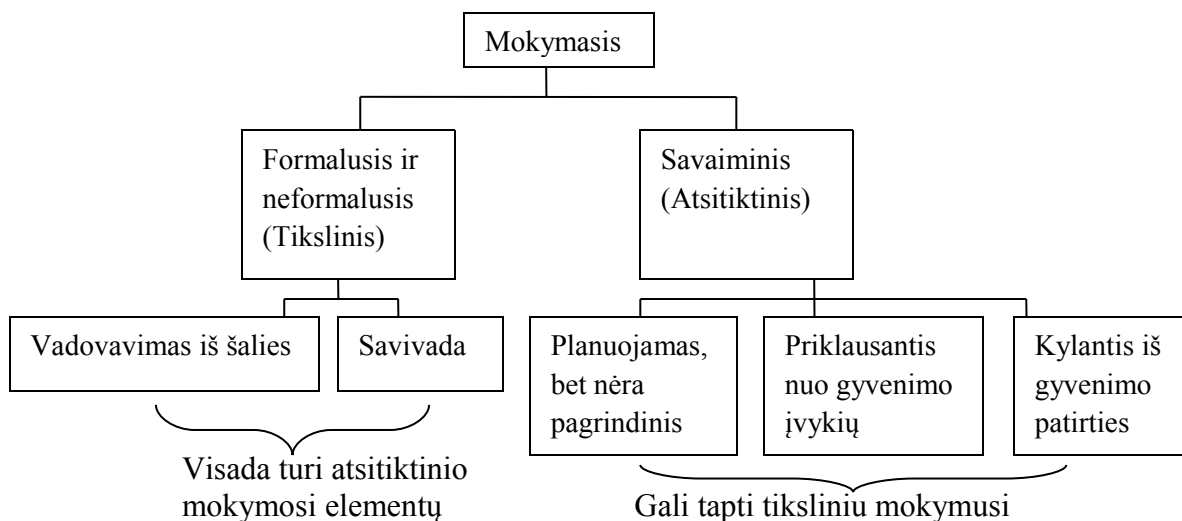 Mokymasis
Formalusis ir
neformalusis
(Tikslinis)
Savaiminis
(Atsitiktinis)
Vadovavimas iš šalies
Savivada
Planuojamas,
bet nėra
pagrindinis
Priklausantis
nuo gyvenimo
įvykių
Kylantis iš
gyvenimo
patirties
Visada turi atsitiktinio
mokymosi elementų
Gali tapti tiksliniu mokymusi